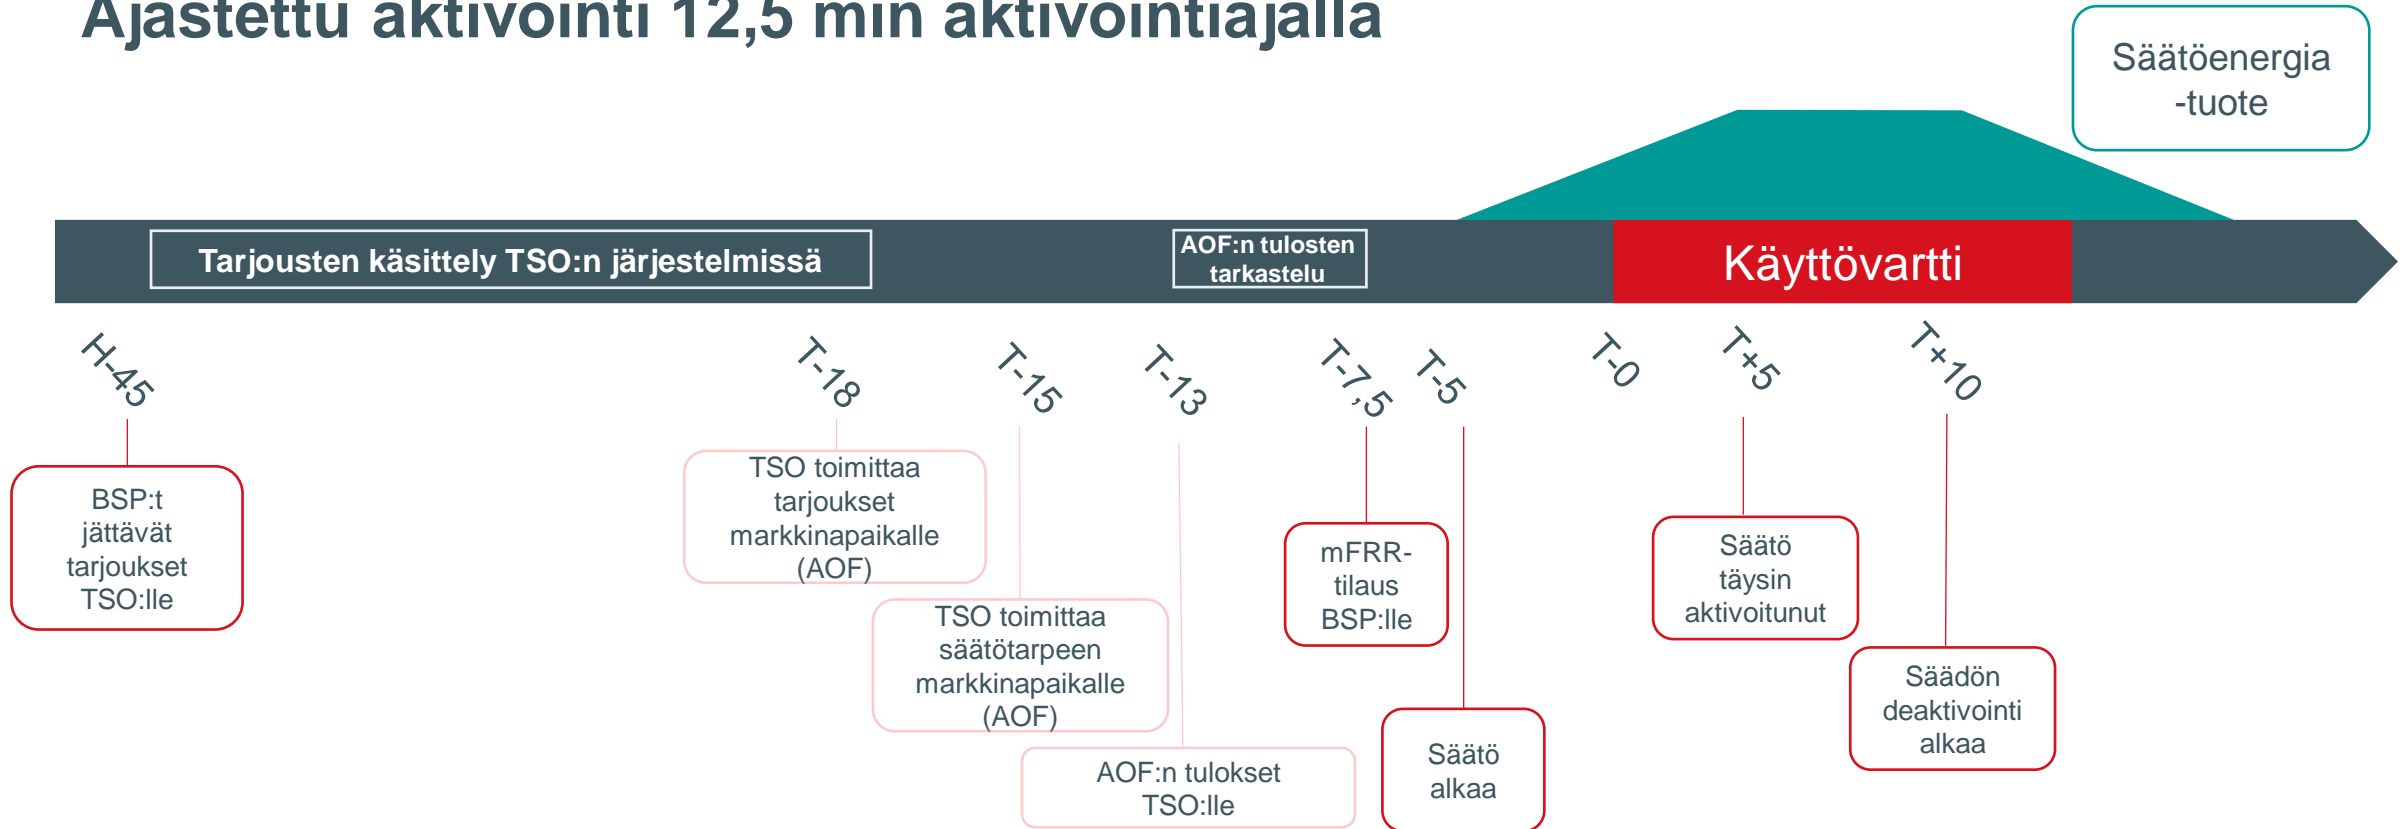 Ajastettu aktivointi 12,5 min aktivointiajalla
Säätöenergia
-tuote
Tarjousten käsittely TSO:n järjestelmissä
AOF:n tulosten
tarkastelu
Käyttövartti
H-45
T-18
T-15
T-13
T-7,5
T-5
T-0
T+5
T+10
BSP:t
jättävät
tarjoukset
TSO:lle
TSO toimittaa
tarjoukset
markkinapaikalle
(AOF)
TSO toimittaa
säätötarpeen
markkinapaikalle
(AOF)
AOF:n tulokset
TSO:lle
mFRR-
tilaus
BSP:lle
Säätö
alkaa
Säätö
täysin
aktivoitunut
Säädön
deaktivointi
alkaa